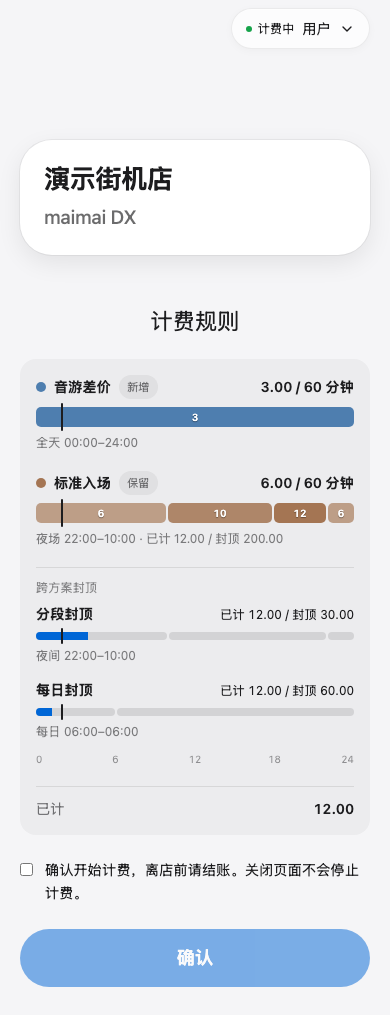 计费中 用户
演示街机店
maimai DX
计费规则
音游差价 新增 3.00 / 60 分钟
3
全天 00:00–24:00
标准入场 保留 6.00 / 60 分钟
6 10 12 6
夜场 22:00–10:00 · 已计 12.00 / 封顶 200.00
跨方案封顶
分段封顶 已计 12.00 / 封顶 30.00
夜间 22:00–10:00
每日封顶 已计 12.00 / 封顶 60.00
每日 06:00–06:00
0 6 12 18 24
已计 12.00
确认开始计费，离店前请结账。关闭页面不会停止
计费。
确认